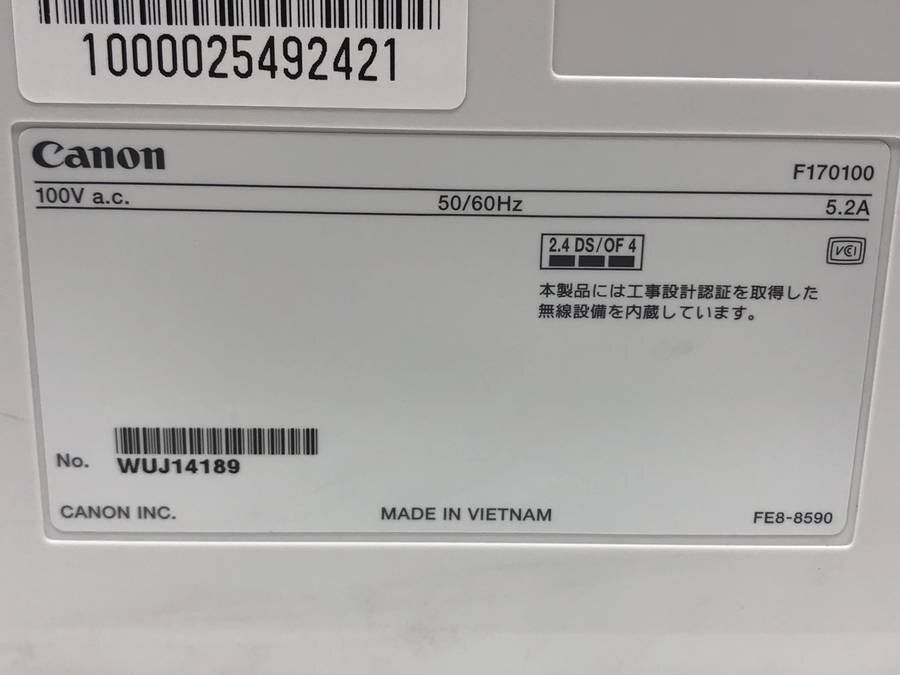 1000025492421
Canon
F170100
100V a.c. 50/60Hz 5.2A
2.4 DS/OF 4
VCI
本製品には工事設計認証を取得した
無線設備を内蔵しています。
No. WUJ14189
CANON INC. MADE IN VIETNAM FE8-8590